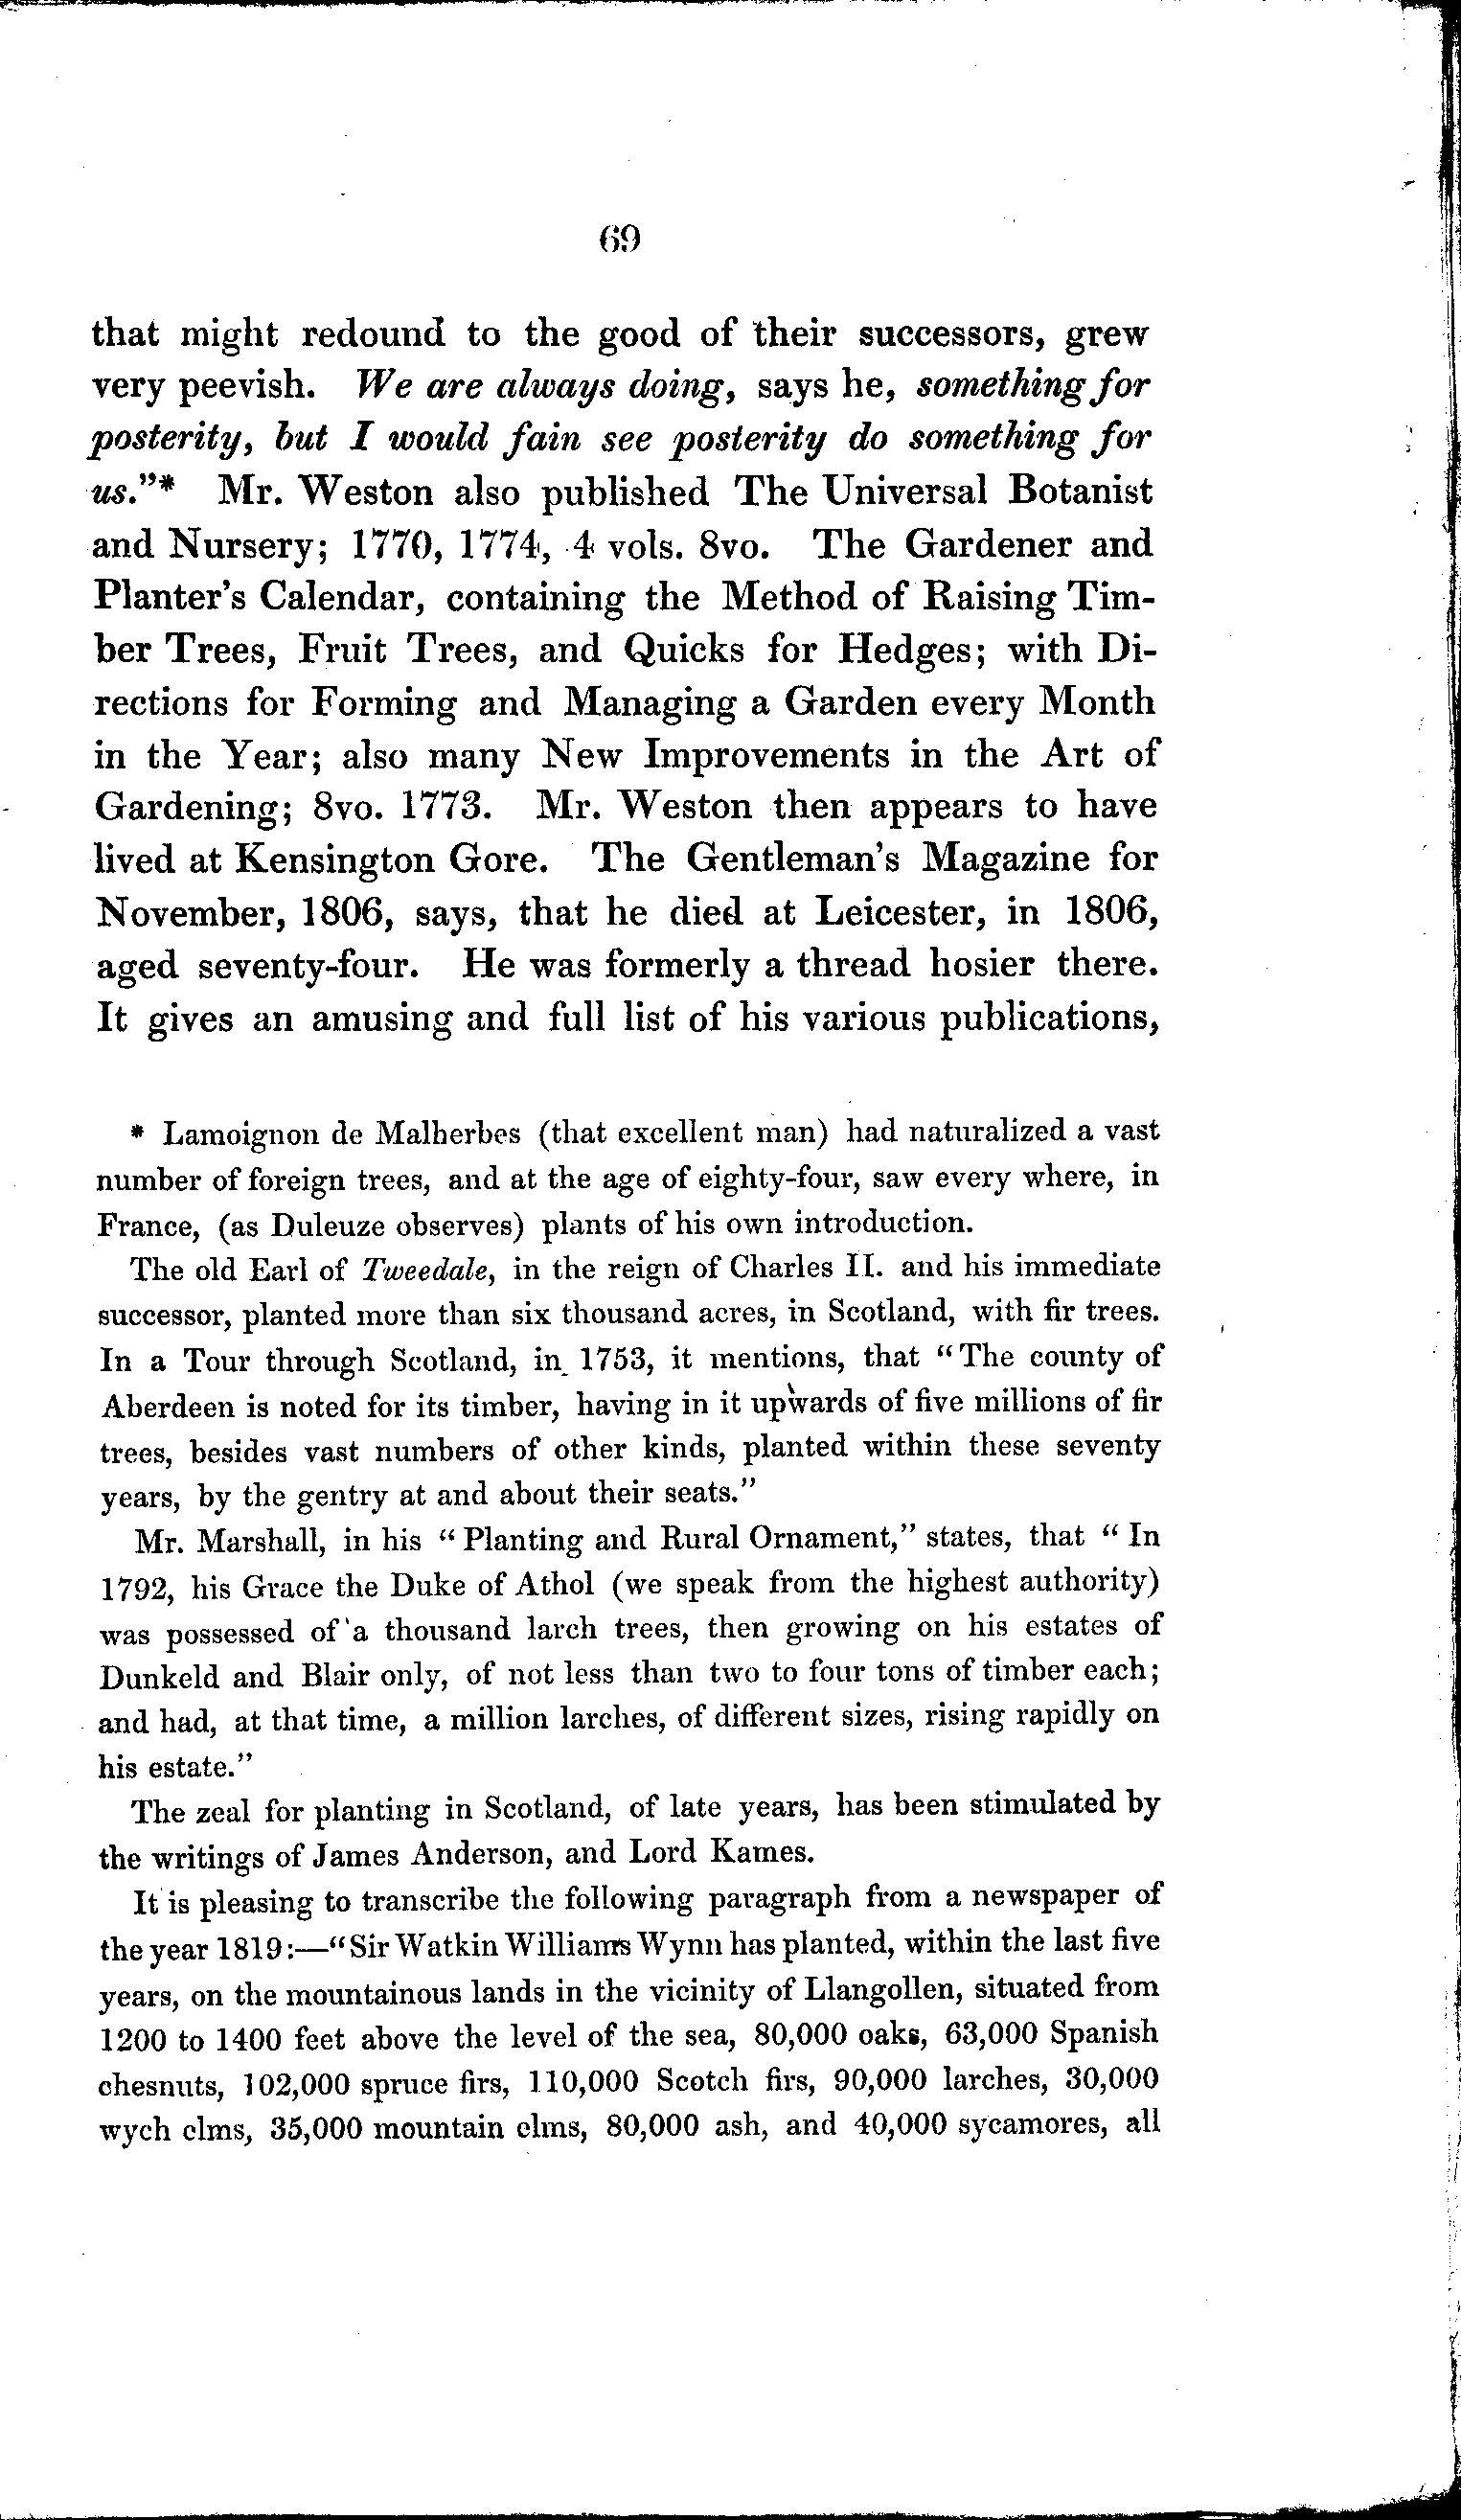 69
that might redound to the good of their successors, grew
very peevish. We are always doing, says he, something for
posterity, but I would fain see posterity do something for
us."* Mr. Weston also published The Universal Botanist
and Nursery; 1770, 1774, 4 vols. 8vo. The Gardener and
Planter's Calendar, containing the Method of Raising Tim-
ber Trees, Fruit Trees, and Quicks for Hedges; with Di-
rections for Forming and Managing a Garden every Month
in the Year; also many New Improvements in the Art of
Gardening; 8vo. 1773. Mr. Weston then appears to have
lived at Kensington Gore. The Gentleman's Magazine for
November, 1806, says, that he died at Leicester, in 1806,
aged seventy-four. He was formerly a thread hosier there.
It gives an amusing and full list of his various publications,
* Lamoignon de Malherbes (that excellent man) had naturalized a vast
number of foreign trees, and at the age of eighty-four, saw every where, in
France, (as Duleuze observes) plants of his own introduction.
The old Earl of Tweedale, in the reign of Charles II. and his immediate
successor, planted more than six thousand acres, in Scotland, with fir trees.
In a Tour through Scotland, in 1753, it mentions, that "The county of
Aberdeen is noted for its timber, having in it upwards of five millions of fir
trees, besides vast numbers of other kinds, planted within these seventy
years, by the gentry at and about their seats."
Mr. Marshall, in his "Planting and Rural Ornament," states, that "In
1792, his Grace the Duke of Athol (we speak from the highest authority)
was possessed of a thousand larch trees, then growing on his estates of
Dunkeld and Blair only, of not less than two to four tons of timber each;
and had, at that time, a million larches, of different sizes, rising rapidly on
his estate."
The zeal for planting in Scotland, of late years, has been stimulated by
the writings of James Anderson, and Lord Kames.
It is pleasing to transcribe the following paragraph from a newspaper of
the year 1819:—"Sir Watkin Williams Wynn has planted, within the last five
years, on the mountainous lands in the vicinity of Llangollen, situated from
1200 to 1400 feet above the level of the sea, 80,000 oaks, 63,000 Spanish
chesnuts, 102,000 spruce firs, 110,000 Scotch firs, 90,000 larches, 30,000
wych elms, 35,000 mountain elms, 80,000 ash, and 40,000 sycamores, all